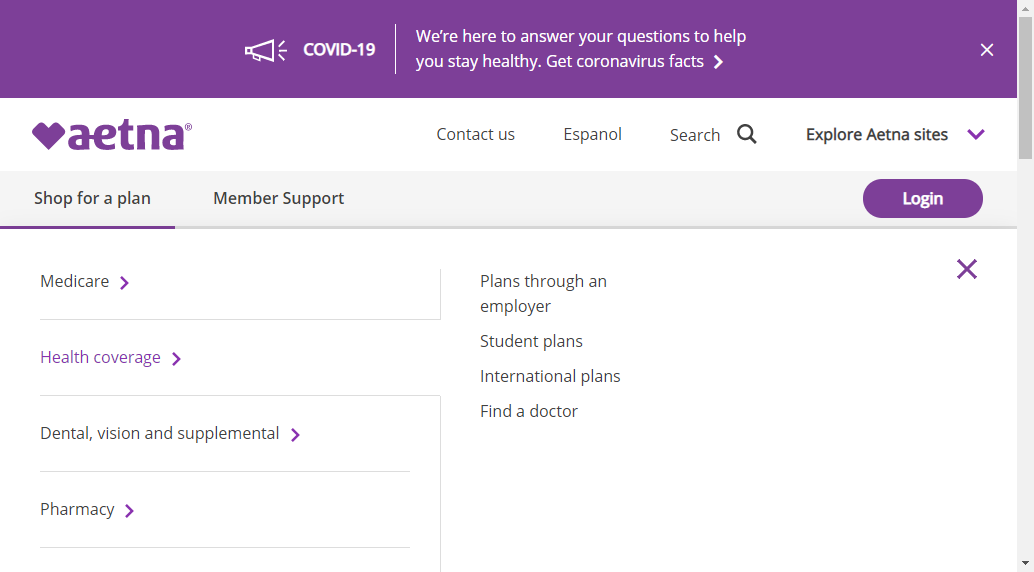 COVID-19
We’re here to answer your questions to help
you stay healthy. Get coronavirus facts
aetna®
Contact us
Espanol
Search
Explore Aetna sites
Shop for a plan
Member Support
Login
Medicare
Health coverage
Dental, vision and supplemental
Pharmacy
Plans through an
employer
Student plans
International plans
Find a doctor